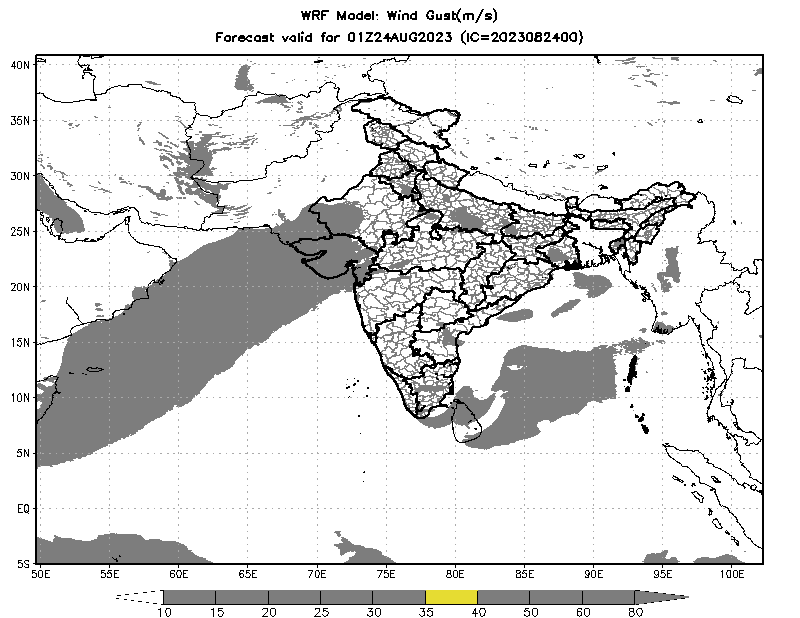 WRF Model: Wind Gust(m/s)
Forecast valid for 01Z24AUG2023 (IC=2023082400)
40N
35N
30N
25N
20N
15N
10N
5N
EQ
5S
50E 55E 60E 65E 70E 75E 80E 85E 90E 95E 100E
10 15 20 25 30 35 40 50 60 80